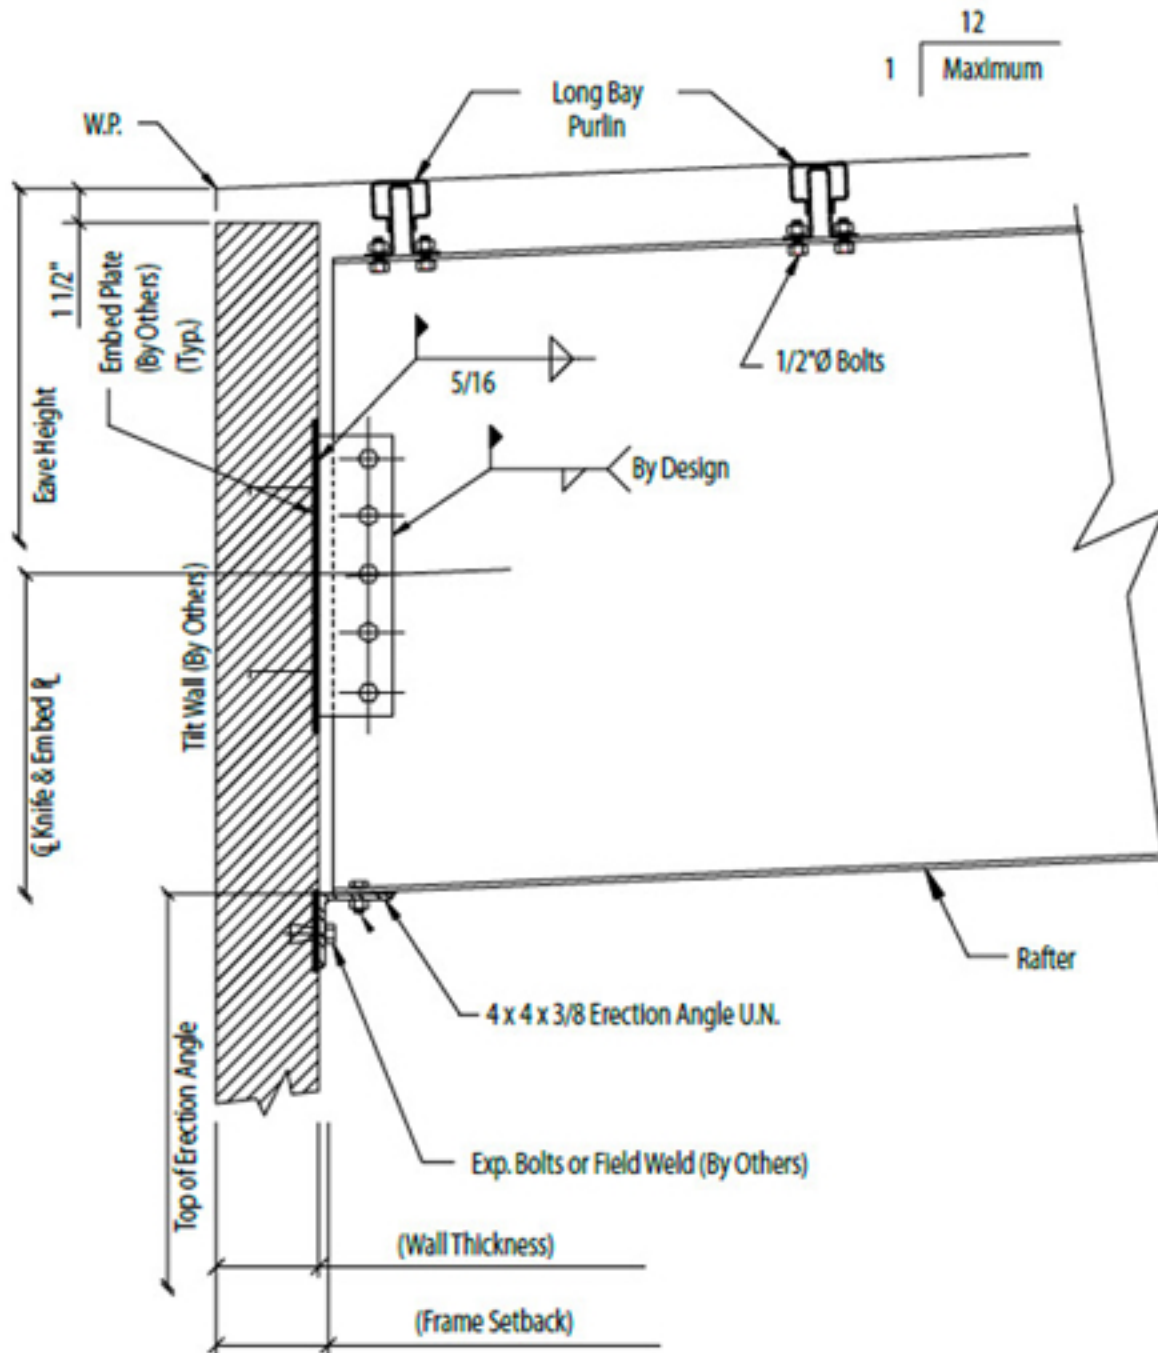 12
1 Maximum
Long Bay
Purlin
W.P.
1 1/2"
Embed Plate
(By Others)
(Typ.)
5/16
1/2"Ø Bolts
Eave Height
By Design
Tilt Wall (By Others)
℄ Knife & Embed ⅊
Rafter
4 x 4 x 3/8 Erection Angle U.N.
Top of Erection Angle
Exp. Bolts or Field Weld (By Others)
(Wall Thickness)
(Frame Setback)